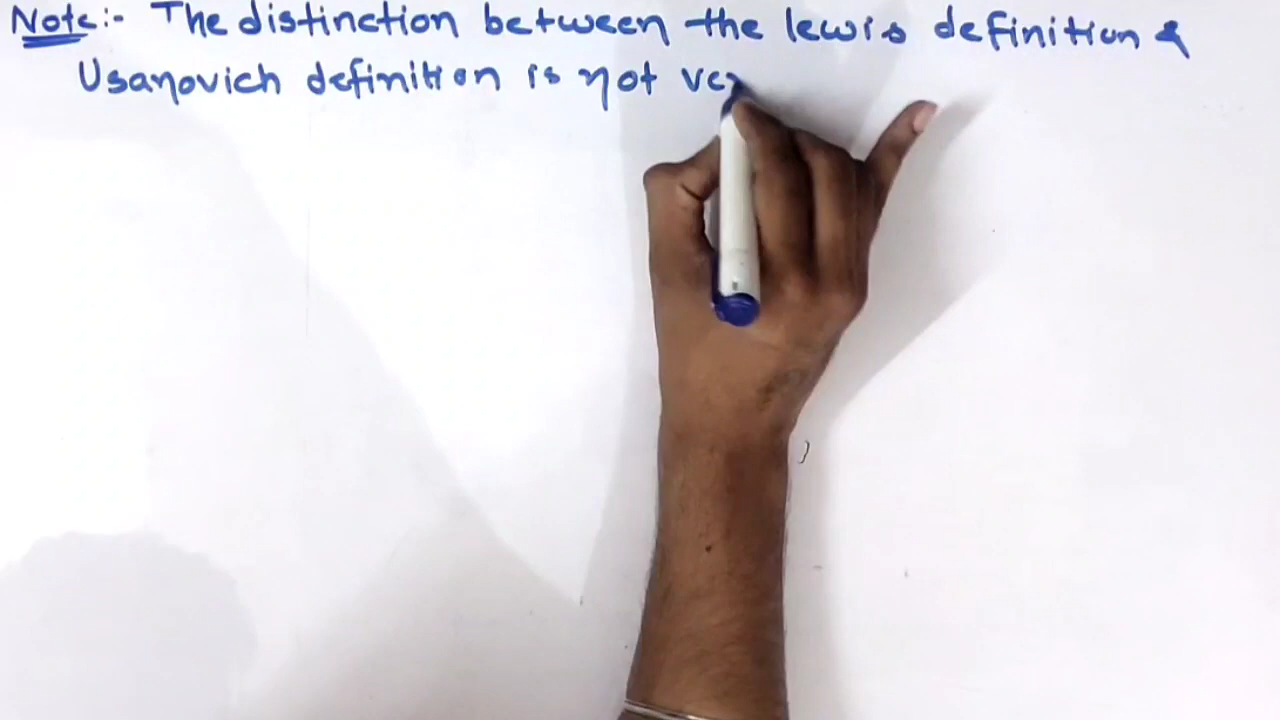 Note:- The distinction between the lewis definition &
Usanovich definition is not